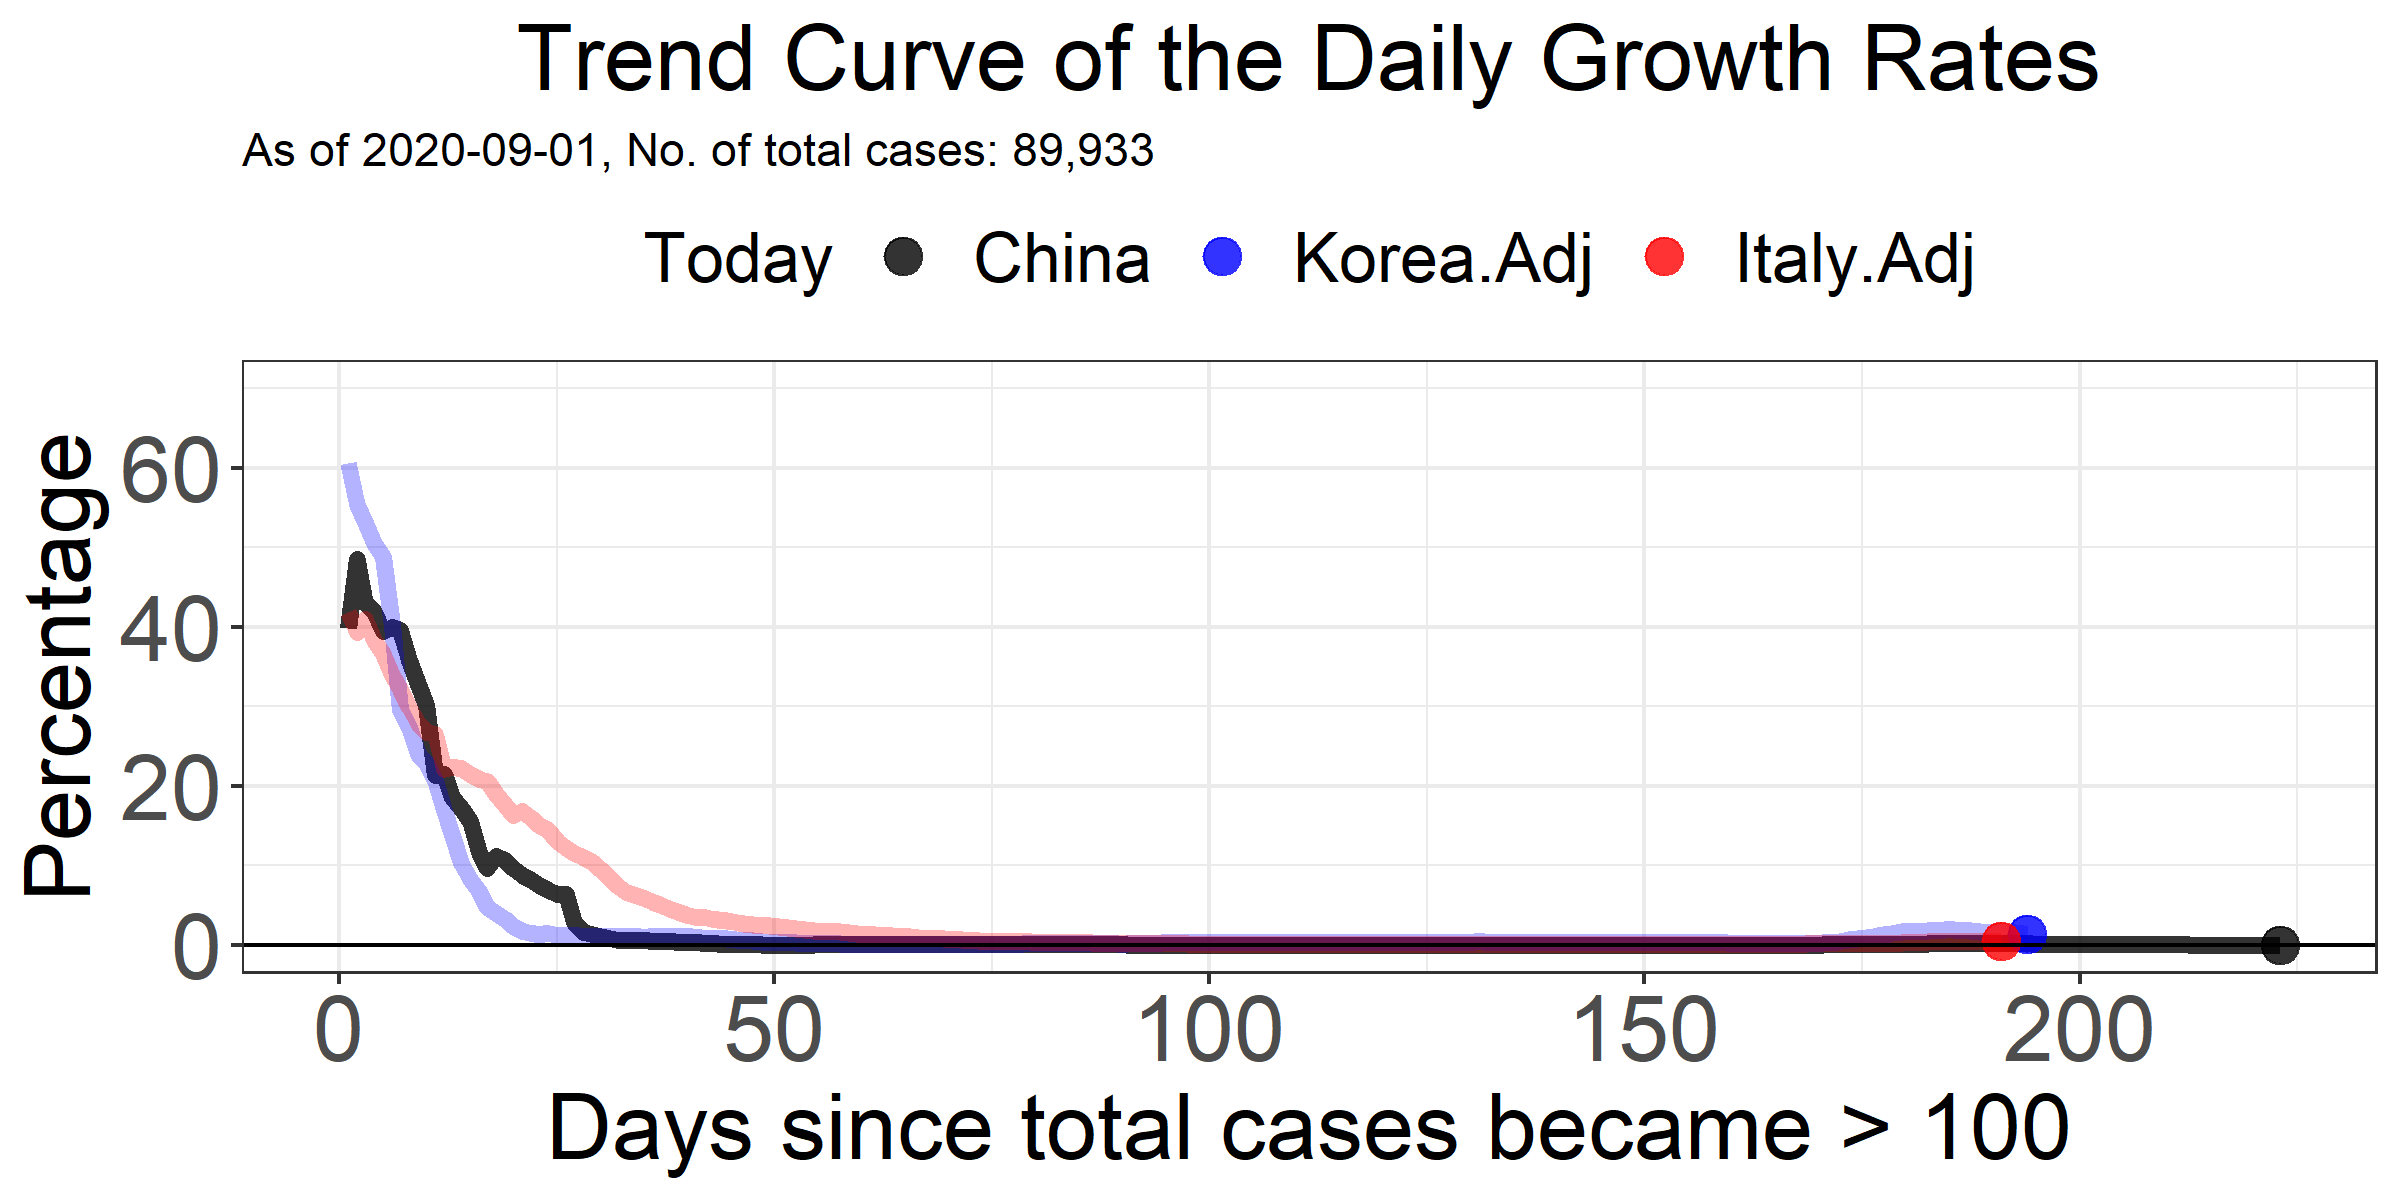 Trend Curve of the Daily Growth Rates
As of 2020-09-01, No. of total cases: 89,933
Today China Korea.Adj Italy.Adj
Percentage
60
40
20
0
0 50 100 150 200
Days since total cases became > 100